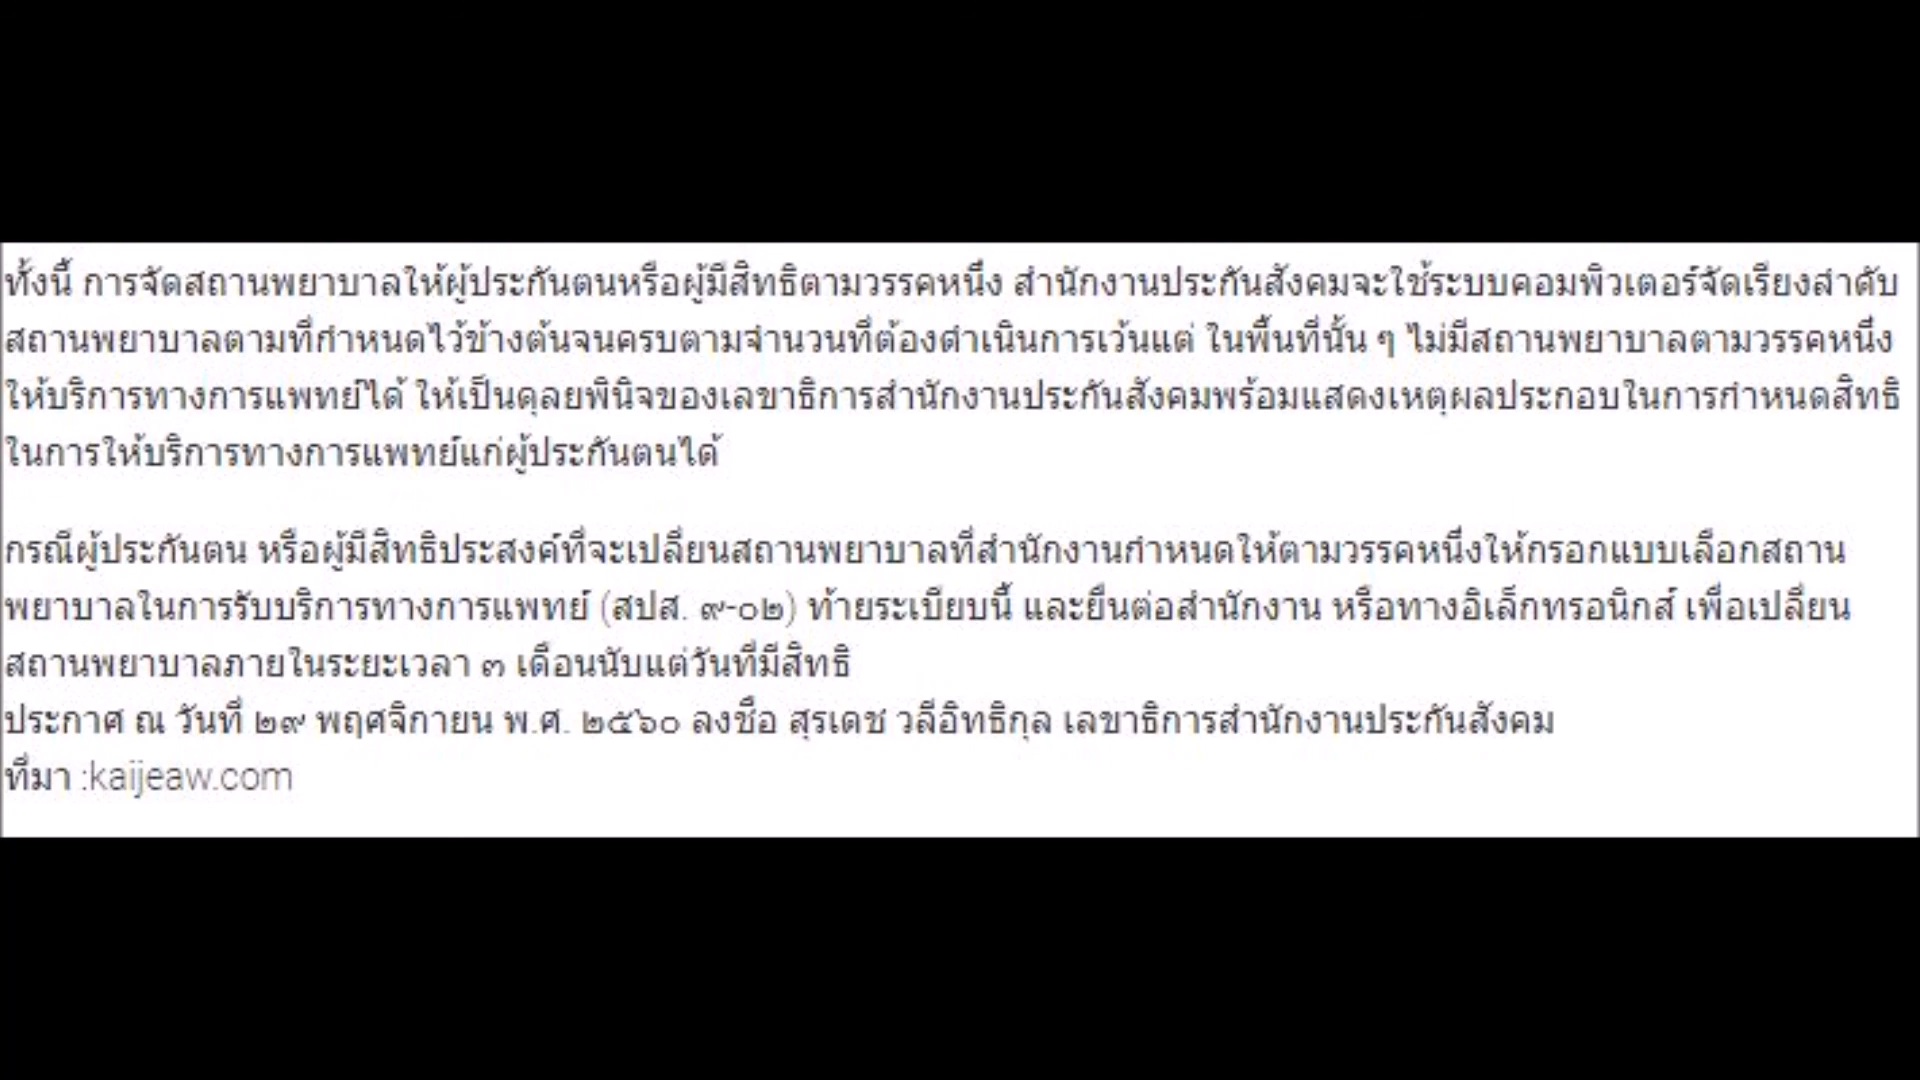 ทั้งนี้ การจัดสถานพยาบาลให้ผู้ประกันตนหรือผู้มีสิทธิตามวรรคหนึ่ง สำนักงานประกันสังคมจะใช้ระบบคอมพิวเตอร์จัดเรียงลำดับ
สถานพยาบาลตามที่กำหนดไว้ข้างต้นจนครบตามจำนวนที่ต้องดำเนินการเว้นแต่ ในพื้นที่นั้น ๆ ไม่มีสถานพยาบาลตามวรรคหนึ่ง
ให้บริการทางการแพทย์ได้ ให้เป็นดุลยพินิจของเลขาธิการสำนักงานประกันสังคมพร้อมแสดงเหตุผลประกอบในการกำหนดสิทธิ
ในการให้บริการทางการแพทย์แก่ผู้ประกันตนได้
กรณีผู้ประกันตน หรือผู้มีสิทธิประสงค์ที่จะเปลี่ยนสถานพยาบาลที่สำนักงานกำหนดให้ตามวรรคหนึ่งให้กรอกแบบเลือกสถาน
พยาบาลในการรับบริการทางการแพทย์ (สปส. ๙-๐๒) ท้ายระเบียบนี้ และยื่นต่อสำนักงาน หรือทางอิเล็กทรอนิกส์ เพื่อเปลี่ยน
สถานพยาบาลภายในระยะเวลา ๓ เดือนนับแต่วันที่มีสิทธิ
ประกาศ ณ วันที่ ๒๙ พฤศจิกายน พ.ศ. ๒๕๖๐ ลงชื่อ สุรเดช วลีอิทธิกุล เลขาธิการสำนักงานประกันสังคม
ที่มา :kaijeaw.com